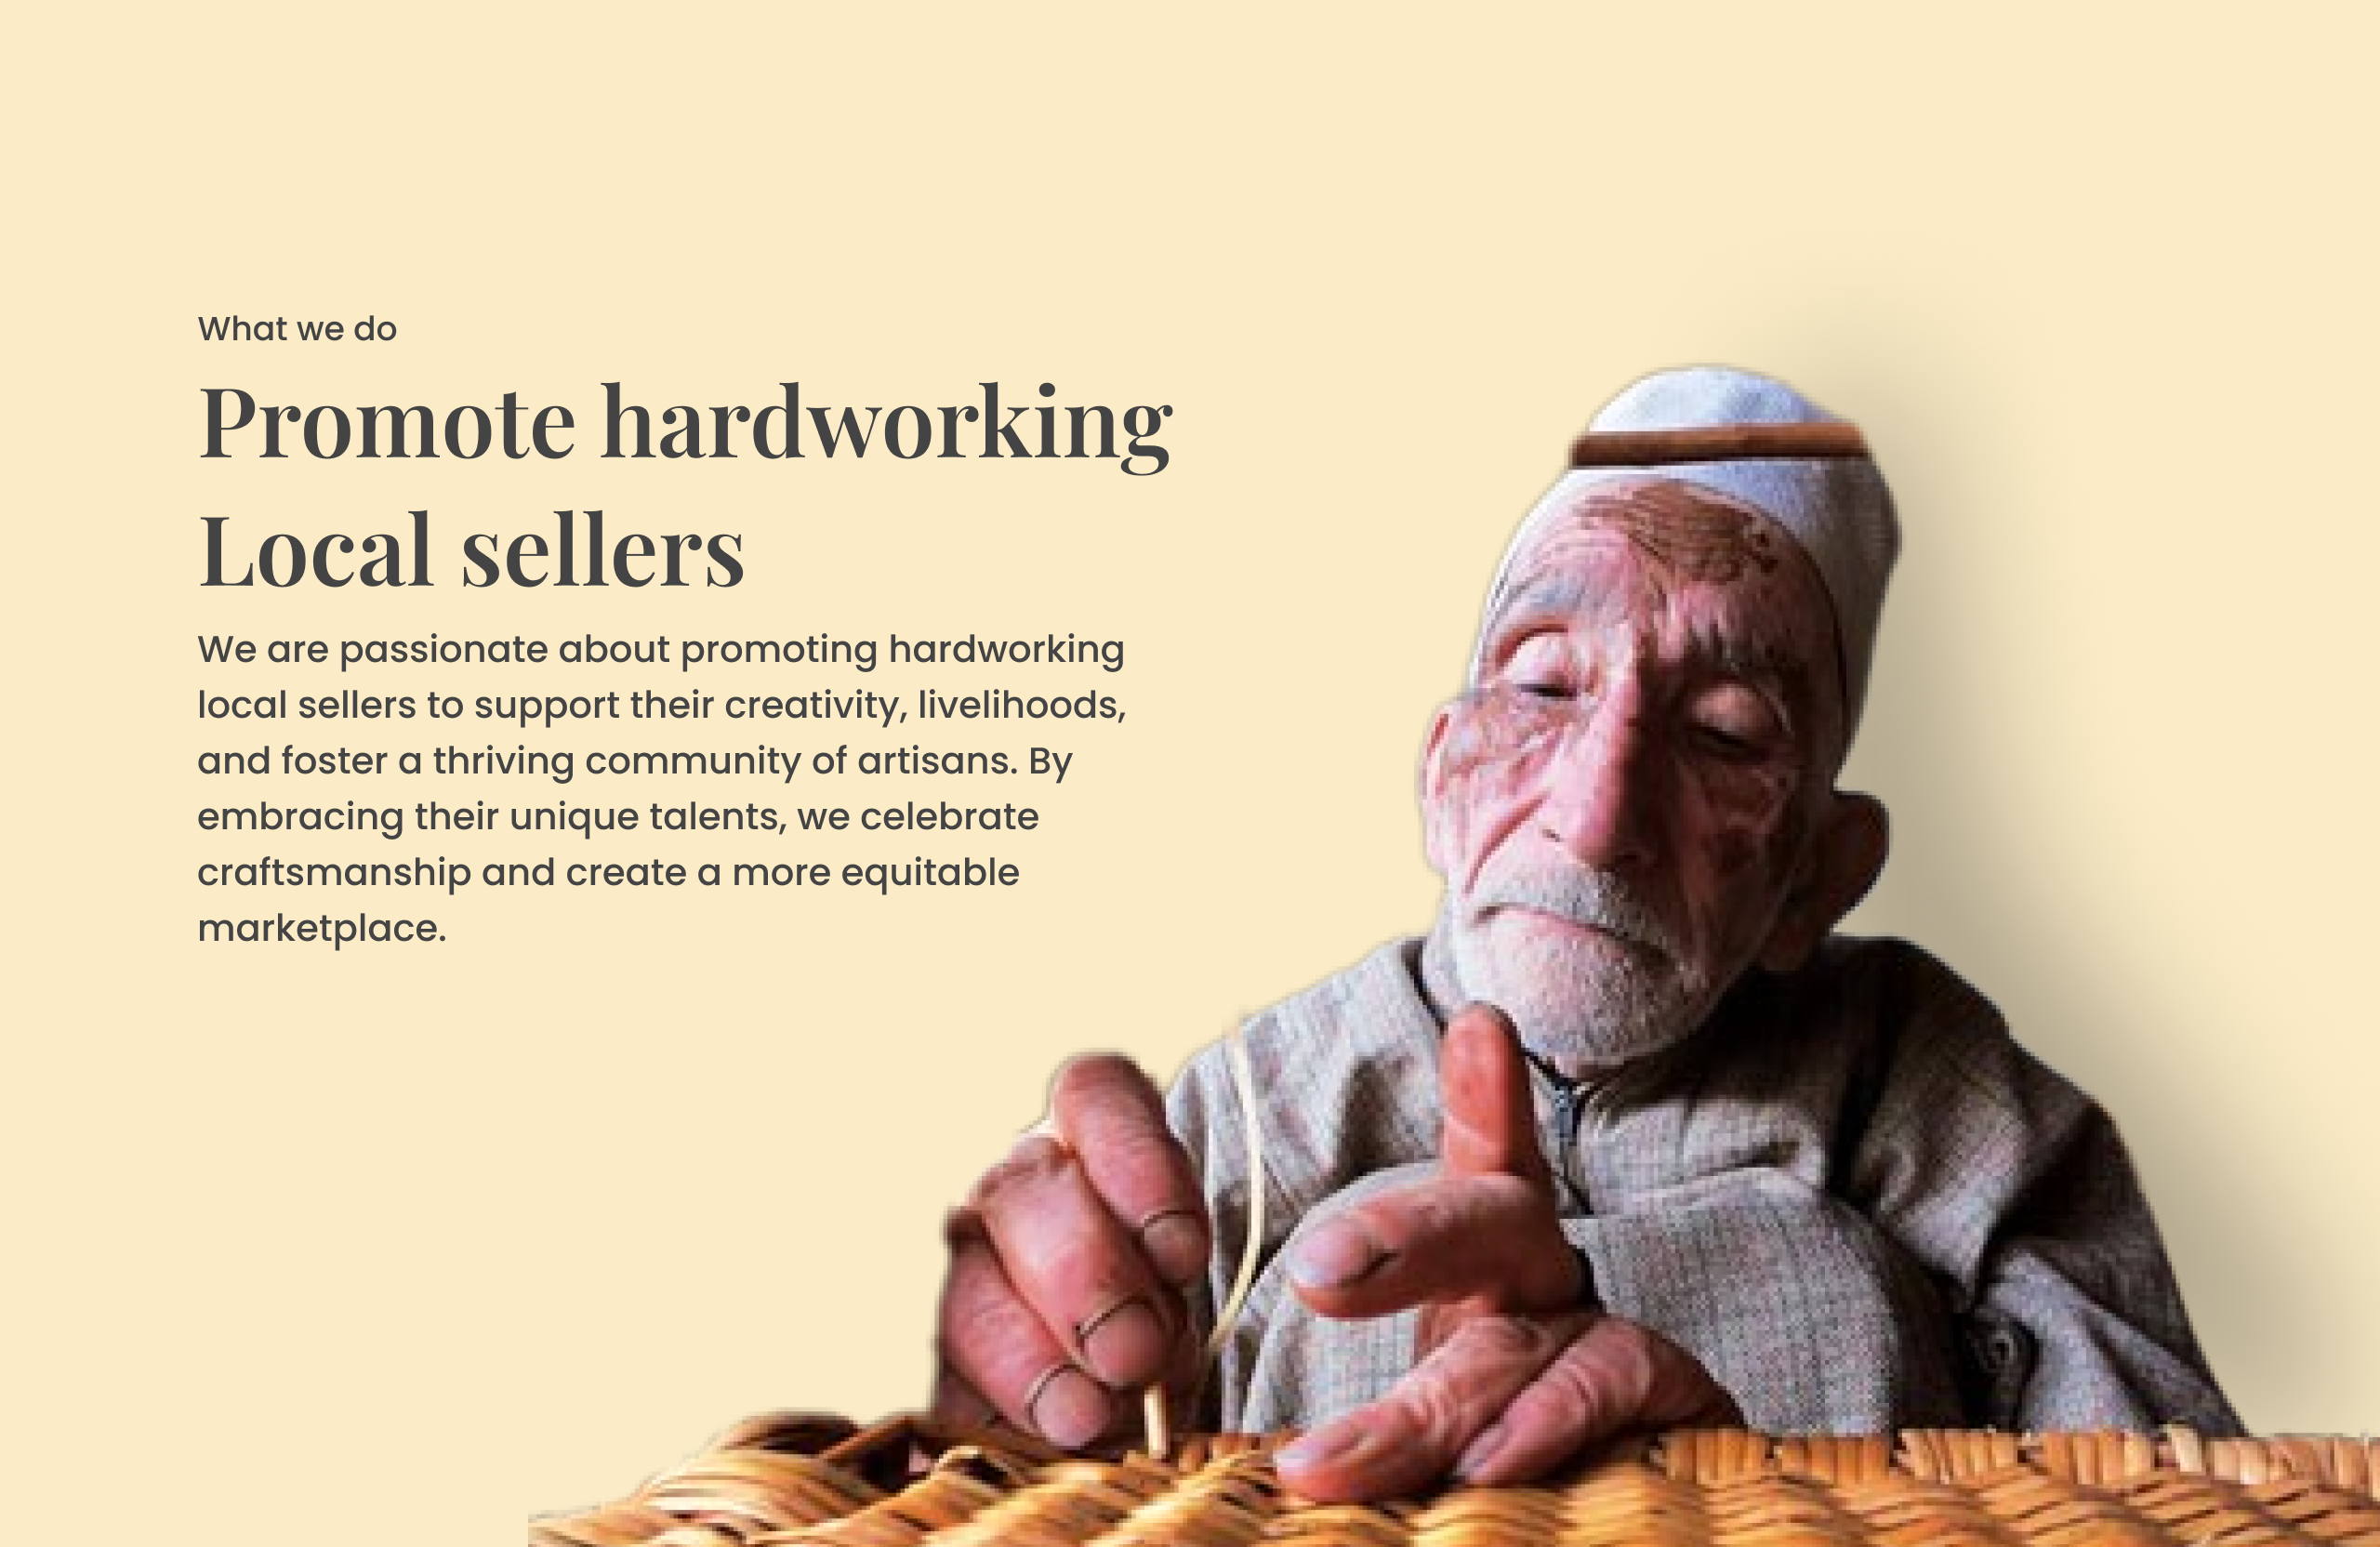 What we do
Promote hardworking
Local sellers
We are passionate about promoting hardworking
local sellers to support their creativity, livelihoods,
and foster a thriving community of artisans. By
embracing their unique talents, we celebrate
craftsmanship and create a more equitable
marketplace.